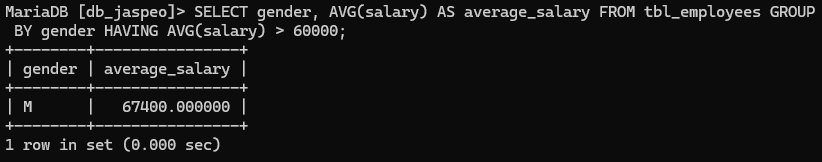 MariaDB [db_jaspeo]> SELECT gender, AVG(salary) AS average_salary FROM tbl_employees GROUP
 BY gender HAVING AVG(salary) > 60000;
+--------+----------------+
| gender | average_salary |
+--------+----------------+
| M      |   67400.000000 |
+--------+----------------+
1 row in set (0.000 sec)